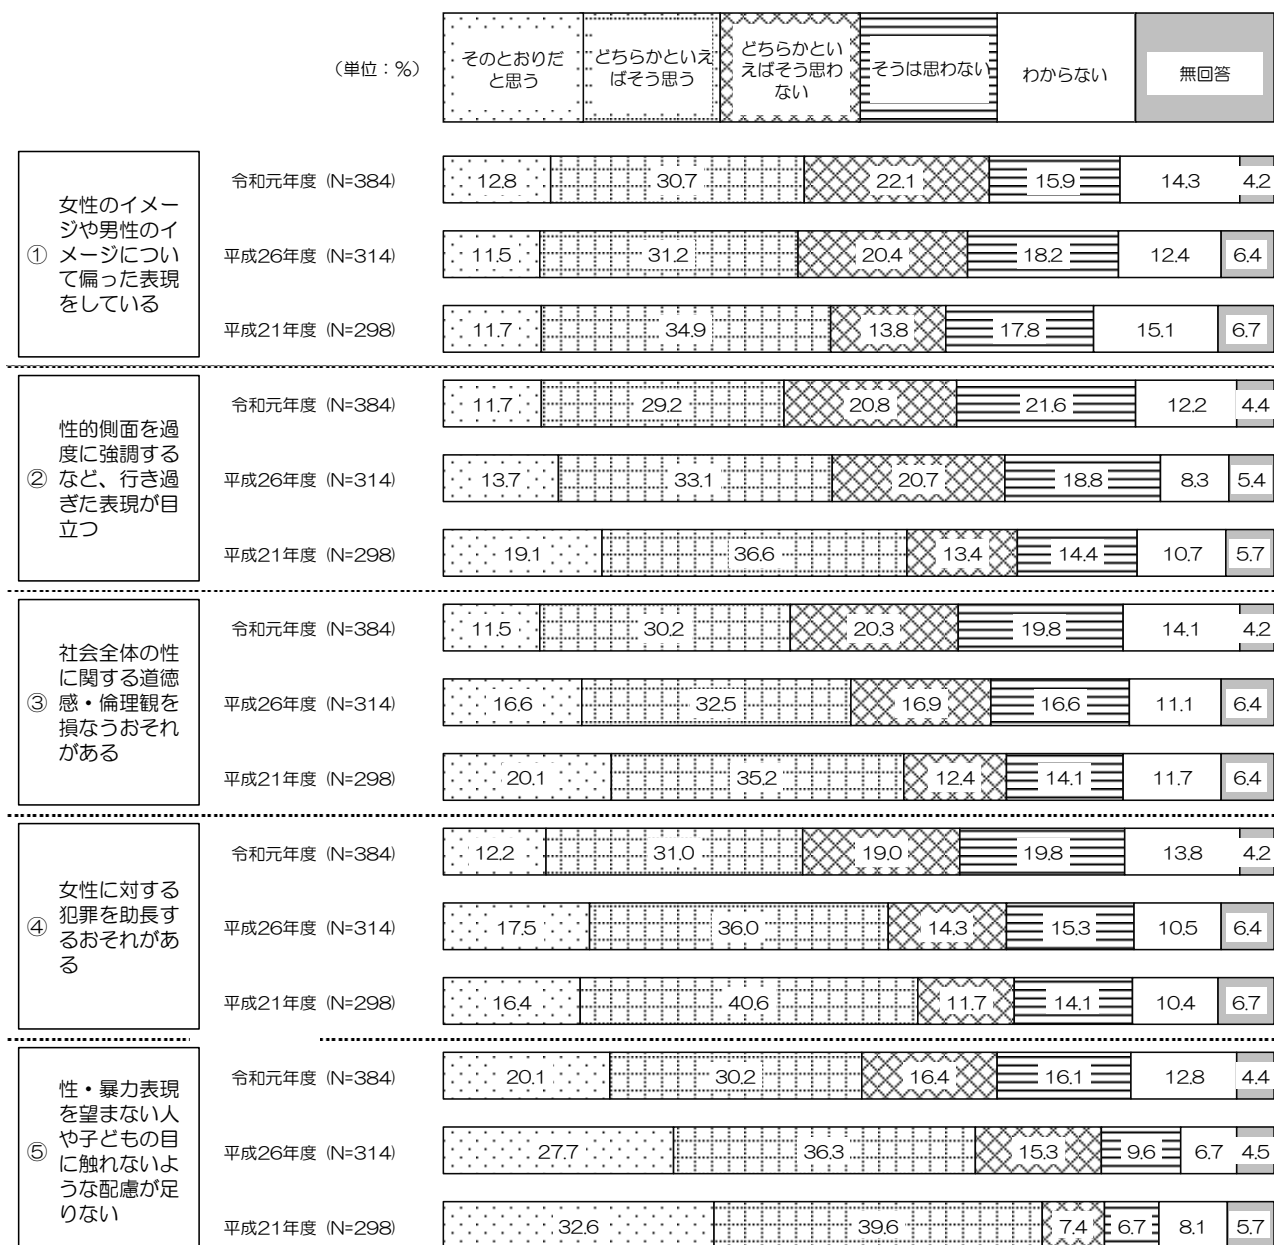 （単位：%）
そのとおりだ
と思う
どちらかといえ
ばそう思う
どちらかとい
えばそう思わ
ない
そうは思わない
わからない
無回答
①
女性のイメー
ジや男性のイ
メージについ
て偏った表現
をしている
令和元年度 (N=384)
12.8 30.7 22.1 15.9 14.3 4.2
平成26年度 (N=314)
11.5 31.2 20.4 18.2 12.4 6.4
平成21年度 (N=298)
11.7 34.9 13.8 17.8 15.1 6.7
②
性的側面を過
度に強調する
など、行き過
ぎた表現が目
立つ
令和元年度 (N=384)
11.7 29.2 20.8 21.6 12.2 4.4
平成26年度 (N=314)
13.7 33.1 20.7 18.8 8.3 5.4
平成21年度 (N=298)
19.1 36.6 13.4 14.4 10.7 5.7
③
社会全体の性
に関する道徳
感・倫理観を
損なうおそれ
がある
令和元年度 (N=384)
11.5 30.2 20.3 19.8 14.1 4.2
平成26年度 (N=314)
16.6 32.5 16.9 16.6 11.1 6.4
平成21年度 (N=298)
20.1 35.2 12.4 14.1 11.7 6.4
④
女性に対する
犯罪を助長す
るおそれがあ
る
令和元年度 (N=384)
12.2 31.0 19.0 19.8 13.8 4.2
平成26年度 (N=314)
17.5 36.0 14.3 15.3 10.5 6.4
平成21年度 (N=298)
16.4 40.6 11.7 14.1 10.4 6.7
⑤
性・暴力表現
を望まない人
や子どもの目
に触れないよ
うな配慮が足
りない
令和元年度 (N=384)
20.1 30.2 16.4 16.1 12.8 4.4
平成26年度 (N=314)
27.7 36.3 15.3 9.6 6.7 4.5
平成21年度 (N=298)
32.6 39.6 7.4 6.7 8.1 5.7